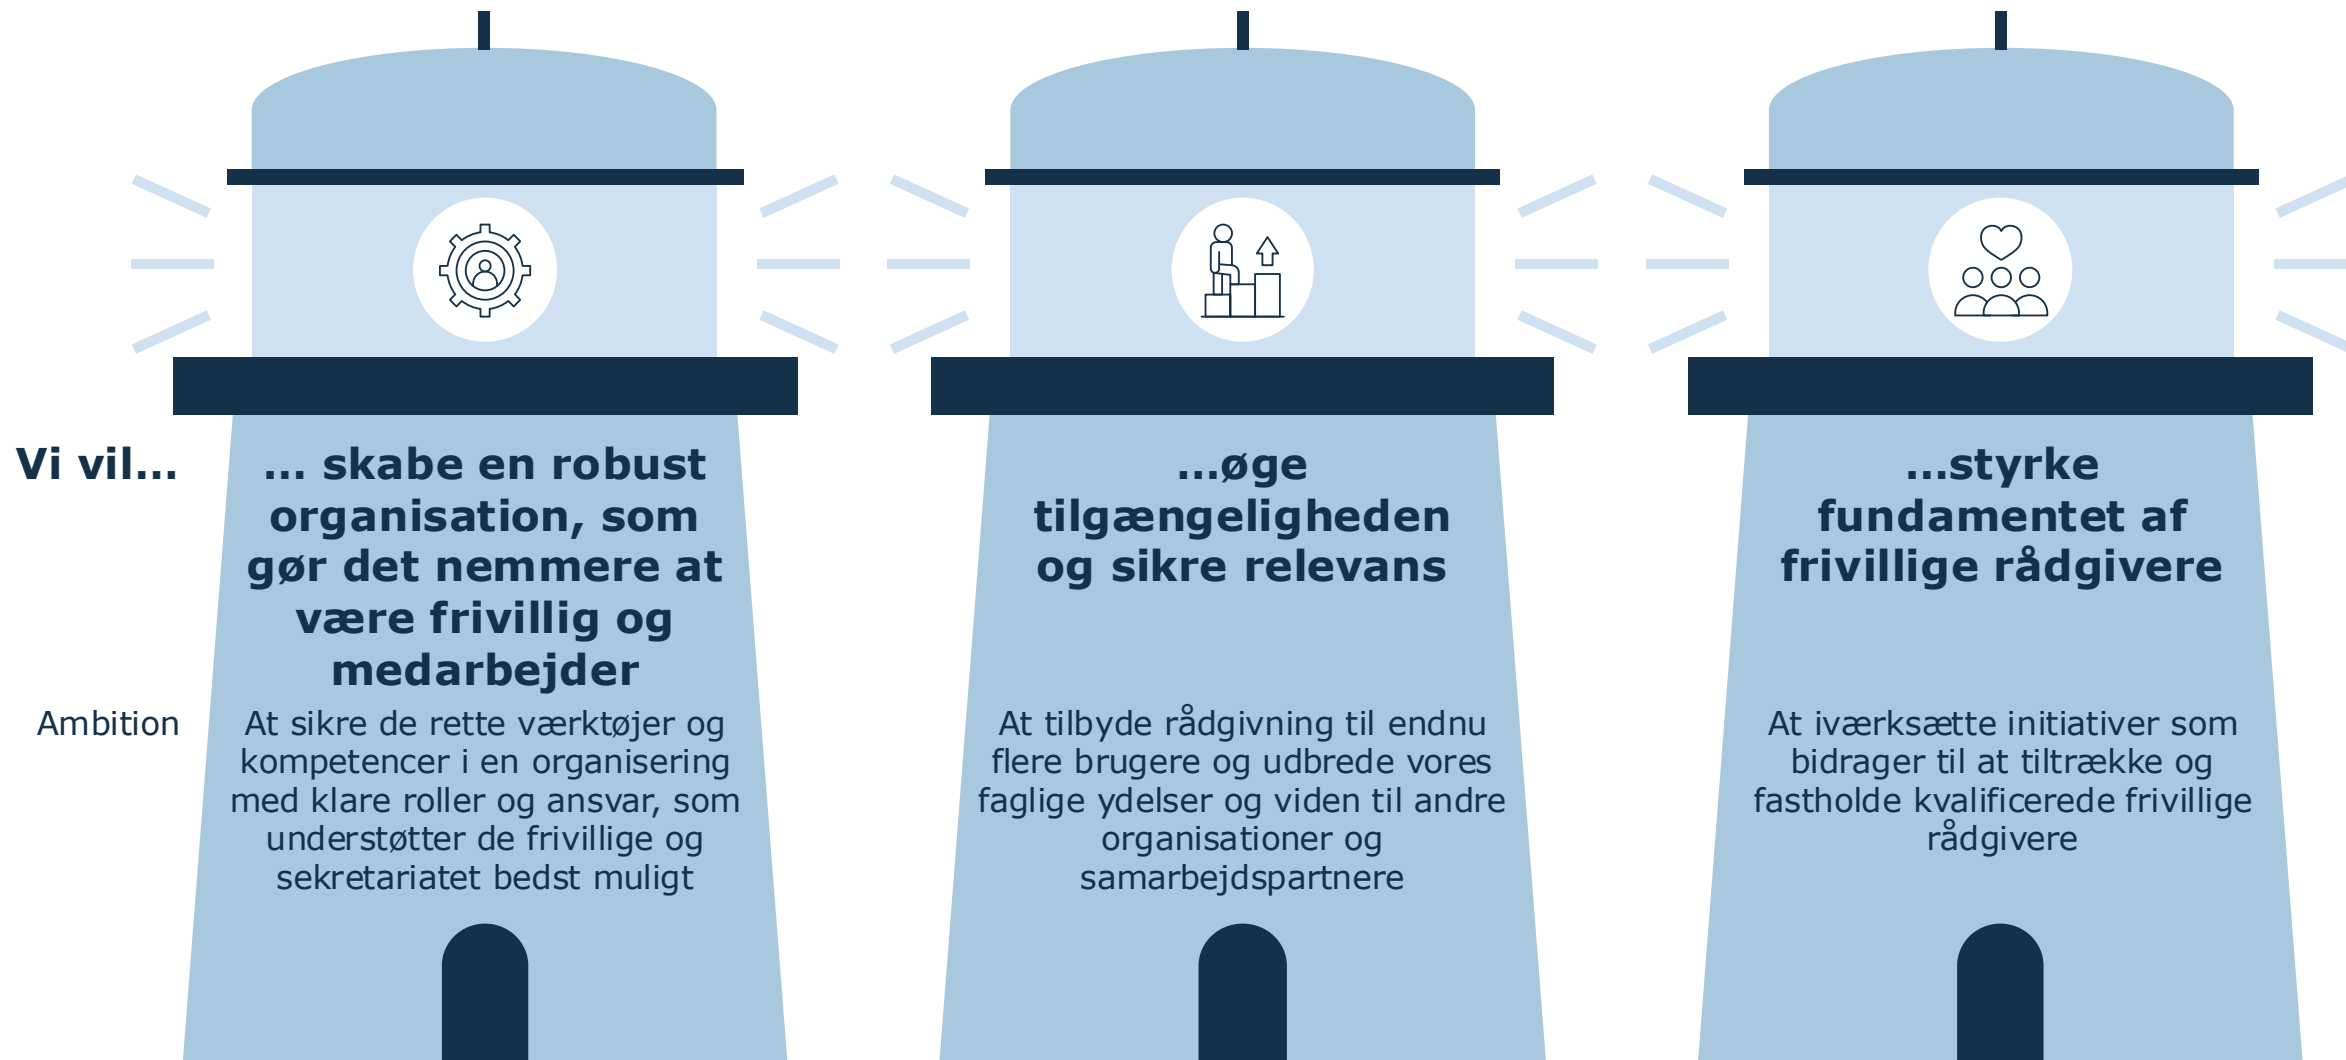 Vi vil...
... skabe en robust
organisation, som
gør det nemmere at
være frivillig og
medarbejder
...øge
tilgængeligheden
og sikre relevans
...styrke
fundamentet af
frivillige rådgivere
Ambition
At sikre de rette værktøjer og
kompetencer i en organisering
med klare roller og ansvar, som
understøtter de frivillige og
sekretariatet bedst muligt
At tilbyde rådgivning til endnu
flere brugere og udbrede vores
faglige ydelser og viden til andre
organisationer og
samarbejdspartnere
At iværksætte initiativer som
bidrager til at tiltrække og
fastholde kvalificerede frivillige
rådgivere